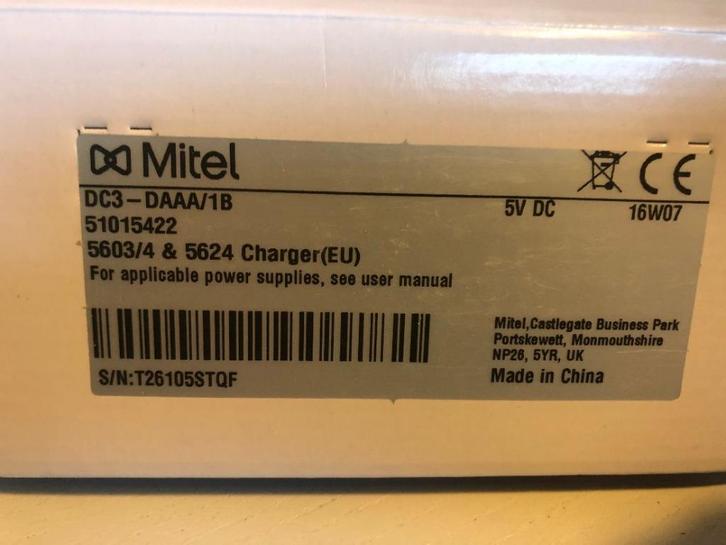 Mitel
CE
DC3-DAAA/1B
5V DC
16W07
51015422
5603/4 & 5624 Charger(EU)
For applicable power supplies, see user manual
Mitel,Castlegate Business Park
Portskewett, Monmouthshire
NP26, 5YR, UK
S/N:T26105STQF
Made in China